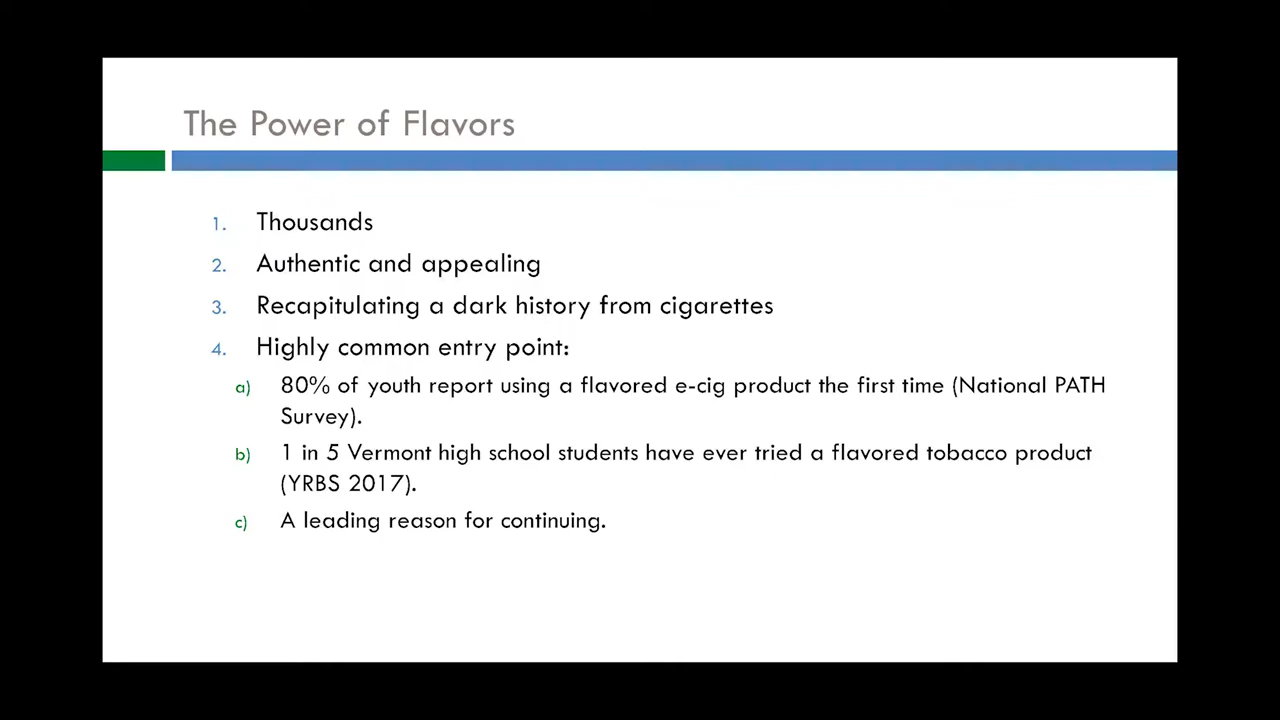 The Power of Flavors
1. Thousands
2. Authentic and appealing
3. Recapitulating a dark history from cigarettes
4. Highly common entry point:
a) 80% of youth report using a flavored e-cig product the first time (National PATH
Survey).
b) 1 in 5 Vermont high school students have ever tried a flavored tobacco product
(YRBS 2017).
c) A leading reason for continuing.